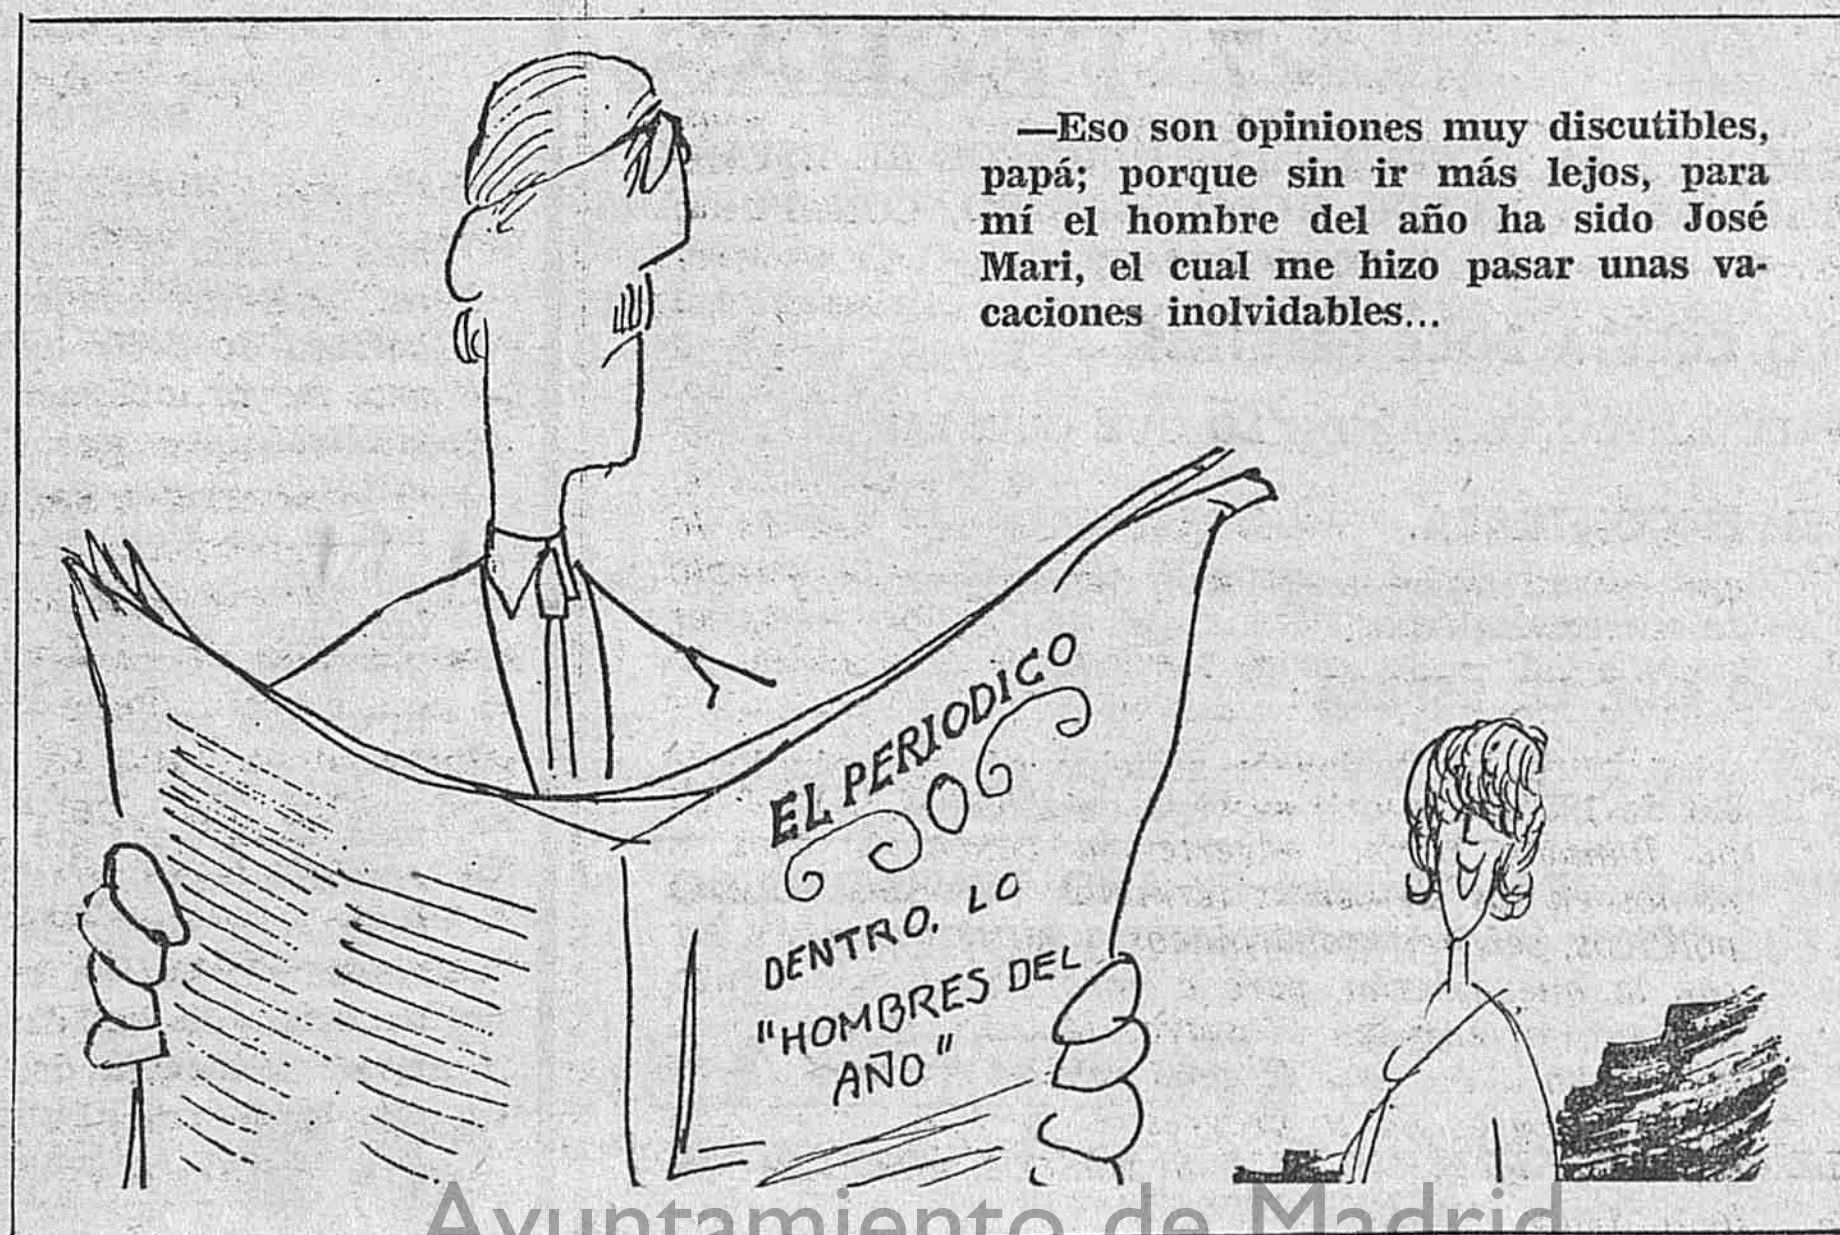 —Eso son opiniones muy discutibles,
papá; porque sin ir más lejos, para
mí el hombre del año ha sido José
Mari, el cual me hizo pasar unas va-
caciones inolvidables...
EL PERIODICO
DENTRO, LO
"HOMBRES DEL
AÑO"
Ayuntamiento de Madrid